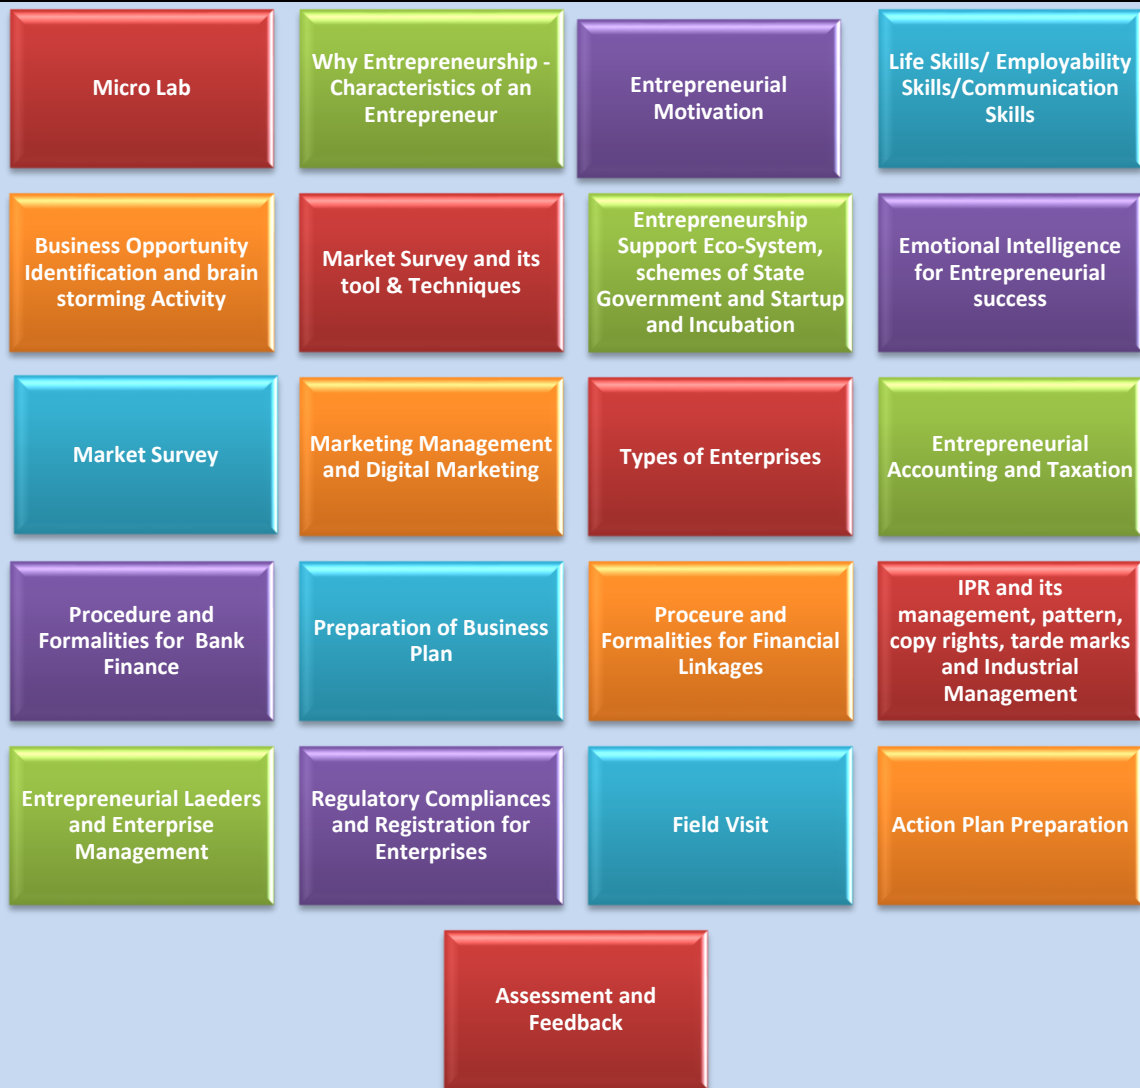 Micro Lab
Why Entrepreneurship -
Characteristics of an
Entrepreneur
Entrepreneurial
Motivation
Life Skills/ Employability
Skills/Communication
Skills
Business Opportunity
Identification and brain
storming Activity
Market Survey and its
tool & Techniques
Entrepreneurship
Support Eco-System,
schemes of State
Government and Startup
and Incubation
Emotional Intelligence
for Entrepreneurial
success
Market Survey
Marketing Management
and Digital Marketing
Types of Enterprises
Entrepreneurial
Accounting and Taxation
Procedure and
Formalities for Bank
Finance
Preparation of Business
Plan
Proceure and
Formalities for Financial
Linkages
IPR and its
management, pattern,
copy rights, tarde marks
and Industrial
Management
Entrepreneurial Laeders
and Enterprise
Management
Regulatory Compliances
and Registration for
Enterprises
Field Visit
Action Plan Preparation
Assessment and
Feedback